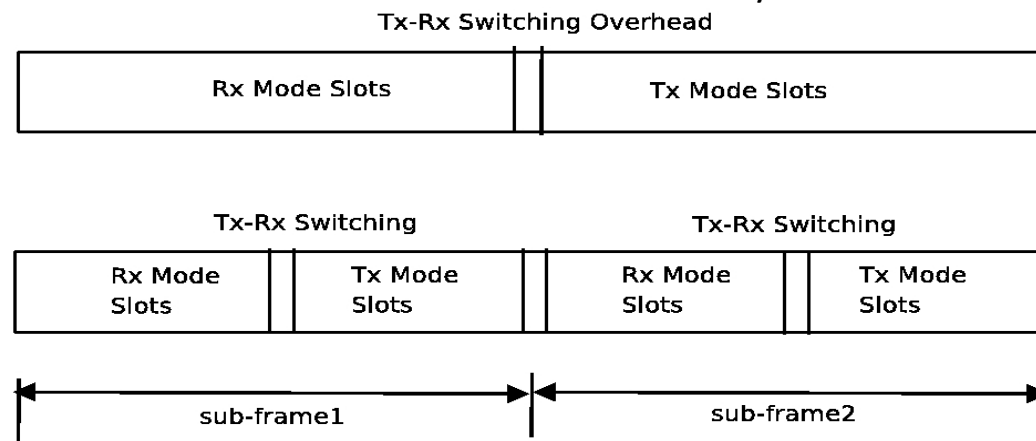 Tx-Rx Switching Overhead
Rx Mode Slots
Tx Mode Slots
Tx-Rx Switching
Tx-Rx Switching
Rx Mode
Slots
Tx Mode
Slots
Rx Mode
Slots
Tx Mode
Slots
sub-frame1
sub-frame2